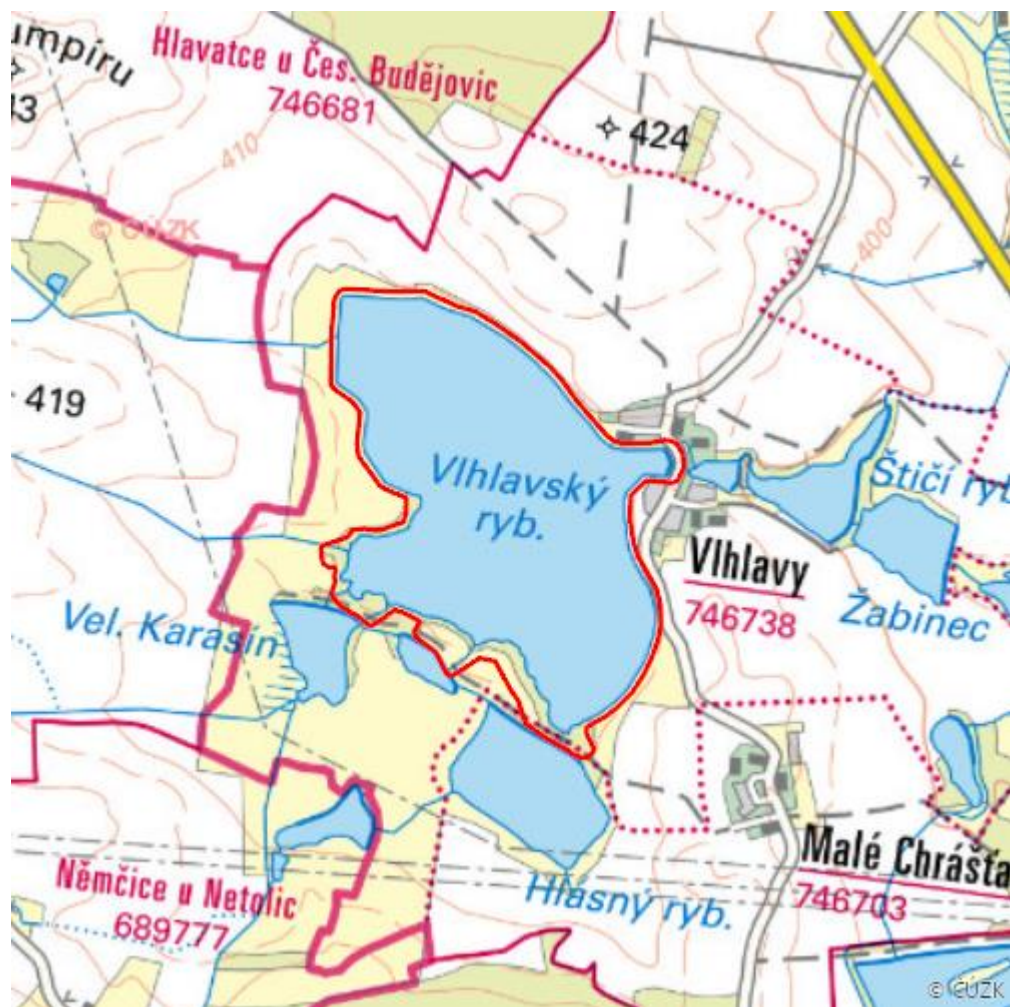 umpíru
Hlavatce u Čes. Budějovic
746681
424
410
© ČÚZK
400
419
Vlhlavský
ryb.
Štičí ryb
Vlhlavy
746738
Žabinec
Vel. Karasín
Malé Chrášťa
746703
Němčice u Netolic
689777
Hlasný ryb.
© ČÚZK